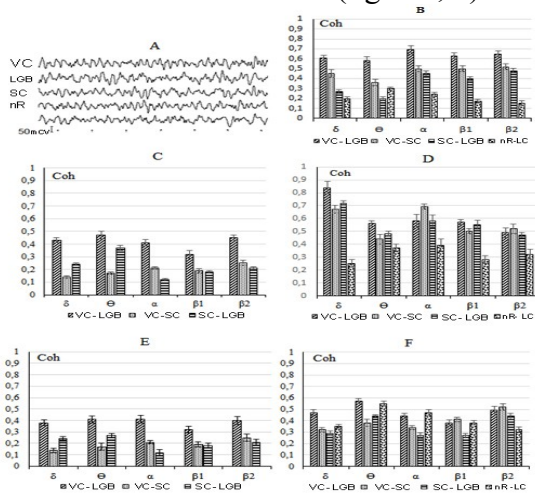 A
VC
LGB
SC
nR
50mcv
B
Coh
1
0,9
0,8
0,7
0,6
0,5
0,4
0,3
0,2
0,1
0
δ Θ α β1 β2
VC-LGB VC-SC SC-LGB nR-LC
C
Coh
1
0,9
0,8
0,7
0,6
0,5
0,4
0,3
0,2
0,1
0
δ Θ α β1 β2
VC-LGB VC-SC SC-LGB
D
Coh
1
0,9
0,8
0,7
0,6
0,5
0,4
0,3
0,2
0,1
0
δ Θ α β1 β2
VC-LGB VC-SC SC-LGB nR-LC
E
Coh
1
0,9
0,8
0,7
0,6
0,5
0,4
0,3
0,2
0,1
0
δ Θ α β1 β2
VC-LGB VC-SC SC-LGB
F
Coh
1
0,9
0,8
0,7
0,6
0,5
0,4
0,3
0,2
0,1
0
δ Θ α β1 β2
VC-LGB VC-SC SC-LGB nR-LC